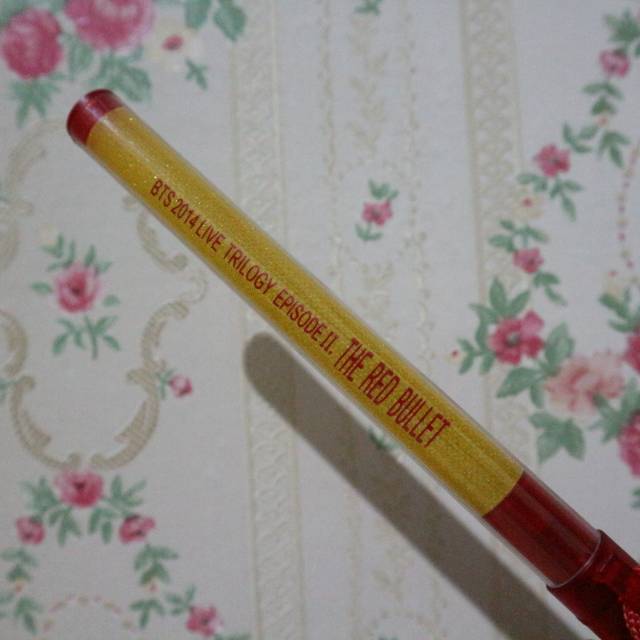 BTS 2014 LIVE TRILOGY EPISODE II. THE RED BULLET